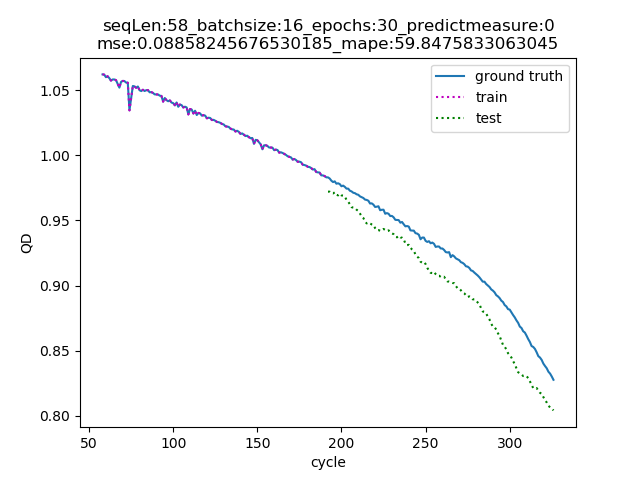 seqLen:58_batchsize:16_epochs:30_predictmeasure:0
mse:0.08858245676530185_mape:59.8475833063045
ground truth
train
test
1.05
1.00
0.95
0.90
0.85
0.80
QD
50 100 150 200 250 300
cycle